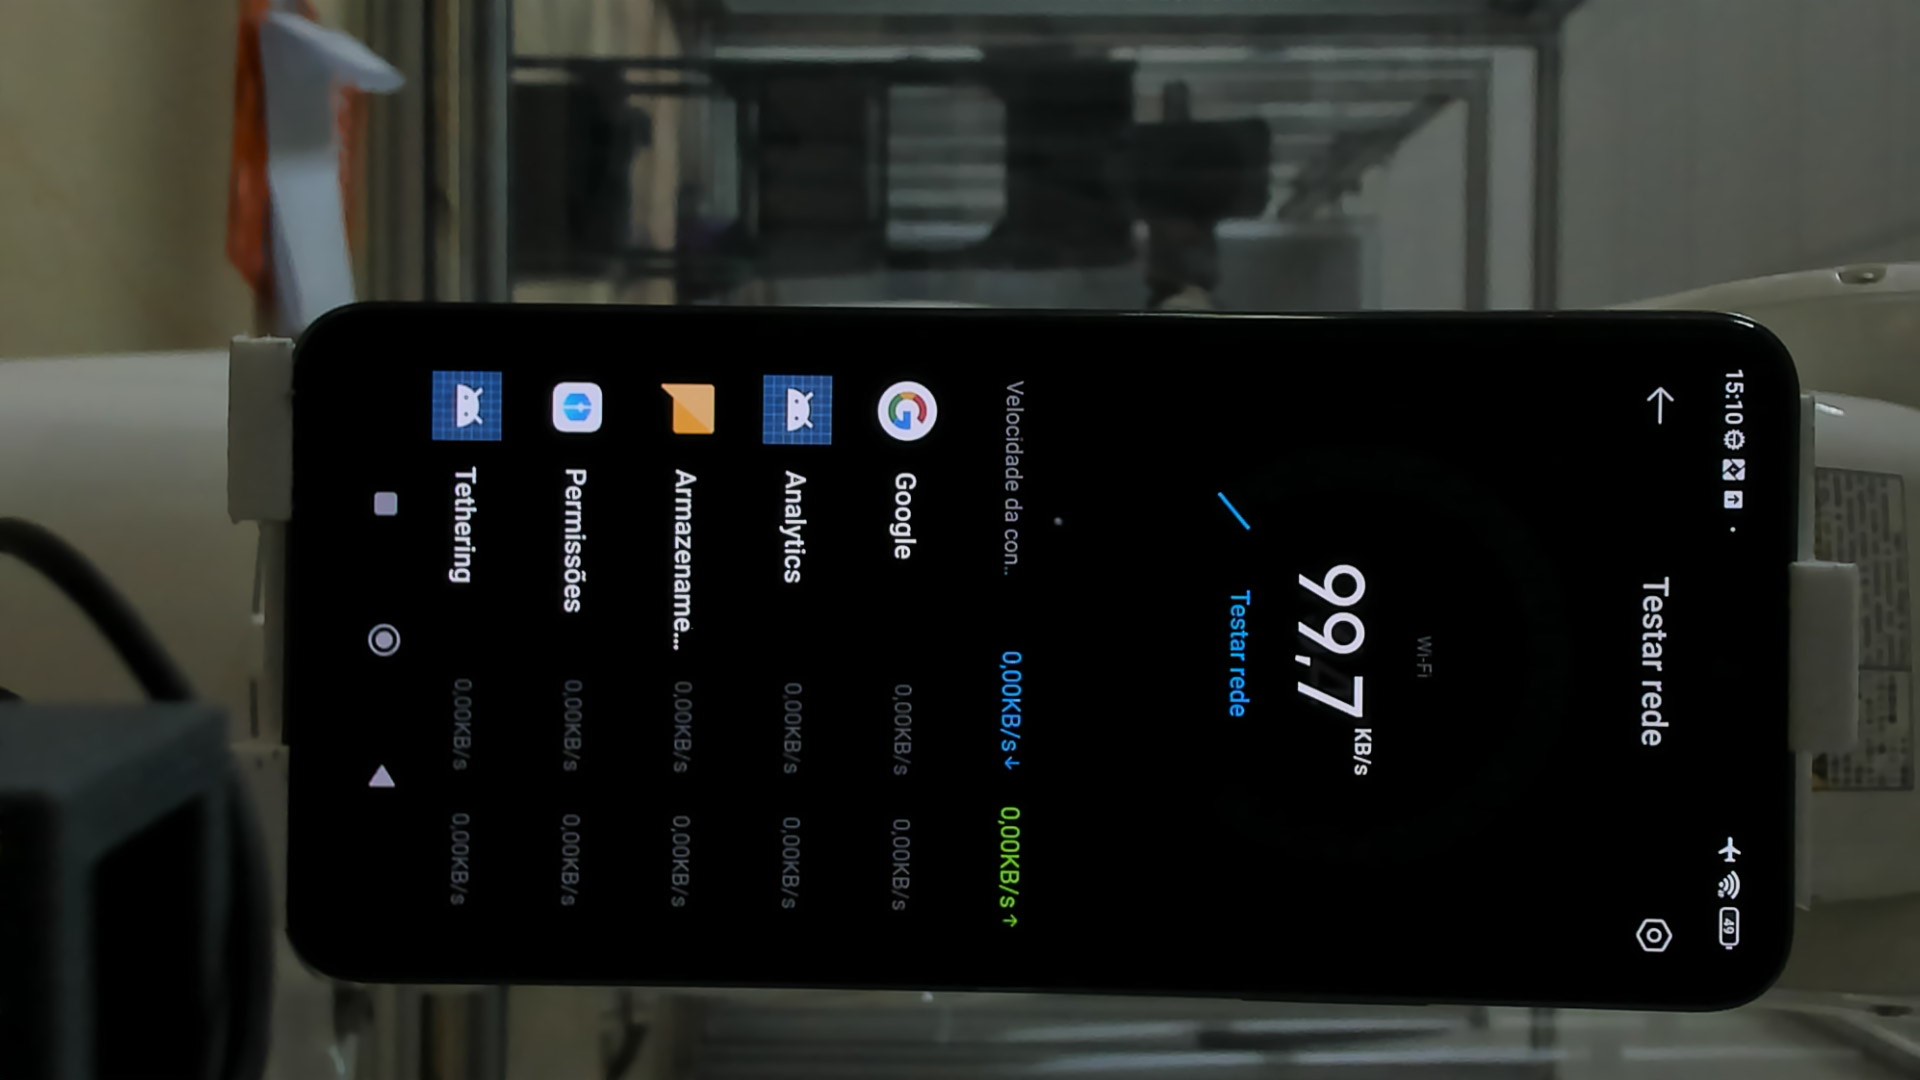 15:10
49
Testar rede
Wi-Fi
99,7 KB/s
Testar rede
Velocidade da con.. 0,00KB/s↓ 0,00KB/s↑
Google 0,00KB/s 0,00KB/s
Analytics 0,00KB/s 0,00KB/s
Armazename... 0,00KB/s 0,00KB/s
Permissões 0,00KB/s 0,00KB/s
Tethering 0,00KB/s 0,00KB/s